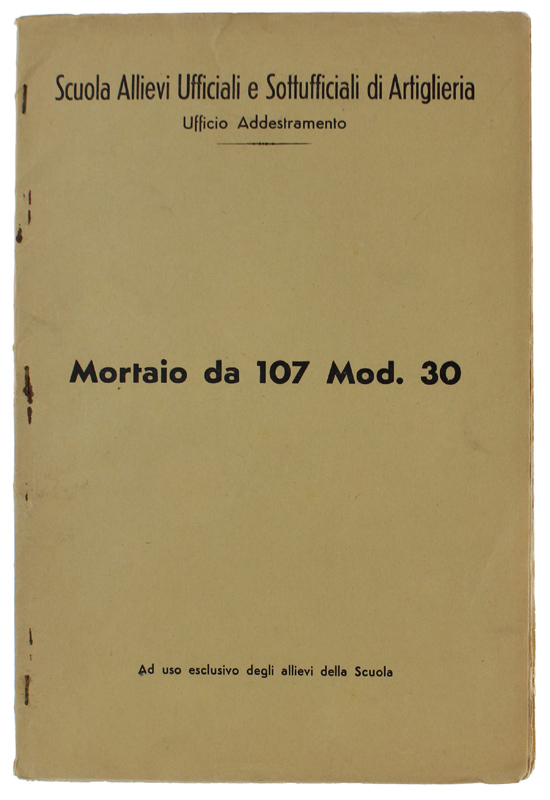 Scuola Allievi Ufficiali e Sottufficiali di Artiglieria
Ufficio Addestramento
Mortaio da 107 Mod. 30
Ad uso esclusivo degli allievi della Scuola